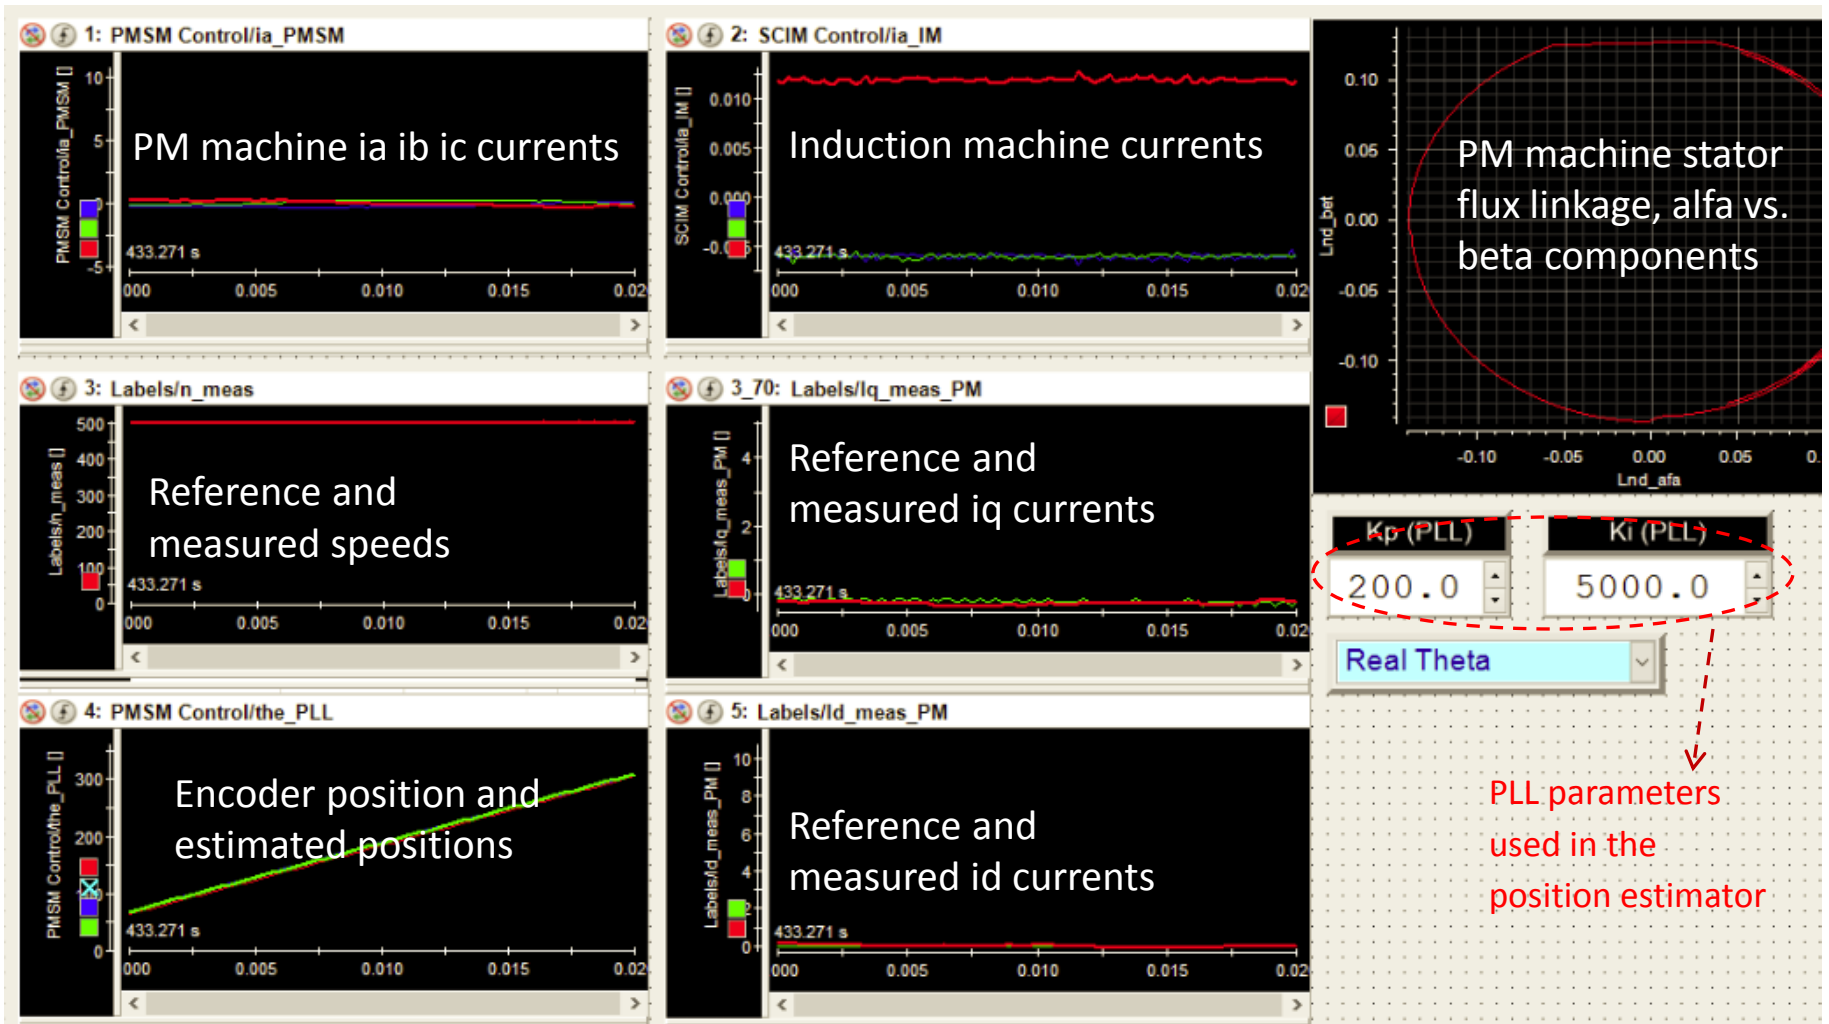 1: PMSM Control/ia_PMSM
PMSM Control/ia_PMSM []
10
5
0
-5
PM machine ia ib ic currents
433.271 s
000 0.005 0.010 0.015 0.02
2: SCIM Control/ia_IM
SCIM Control/ia_IM []
0.010
0.005
0.000
Induction machine currents
433.271 s
000 0.005 0.010 0.015 0.02
Lnd_bet
0.10
0.05
0.00
-0.05
-0.10
PM machine stator
flux linkage, alfa vs.
beta components
-0.10 -0.05 0.00 0.05 0.
Lnd_afa
3: Labels/n_meas
Labels/n_meas []
500
400
300
200
100
0
Reference and
measured speeds
433.271 s
000 0.005 0.010 0.015 0.02
3_70: Labels/Iq_meas_PM
Labels/Iq_meas_PM []
4
2
0
Reference and
measured iq currents
433.271 s
000 0.005 0.010 0.015 0.02
Kp (PLL) Ki (PLL)
200.0 5000.0
Real Theta
4: PMSM Control/the_PLL
PMSM Control/the_PLL []
300
200
0
Encoder position and
estimated positions
433.271 s
000 0.005 0.010 0.015 0.02
5: Labels/Id_meas_PM
Labels/Id_meas_PM []
10
8
6
4
2
0
Reference and
measured id currents
433.271 s
000 0.005 0.010 0.015 0.02
PLL parameters
used in the
position estimator